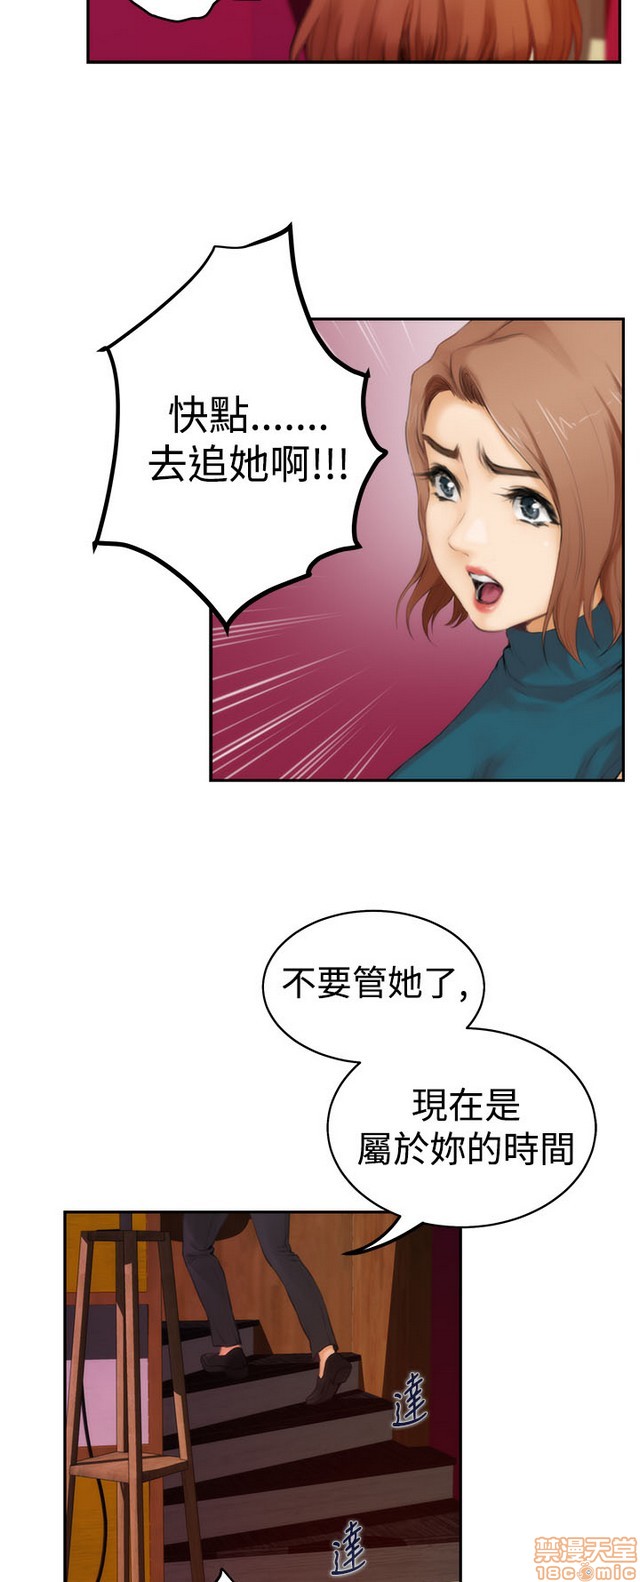 快點.......
去追她啊!!!
不要管她了,
現在是
屬於妳的時間
達
達
禁漫天堂
18comic